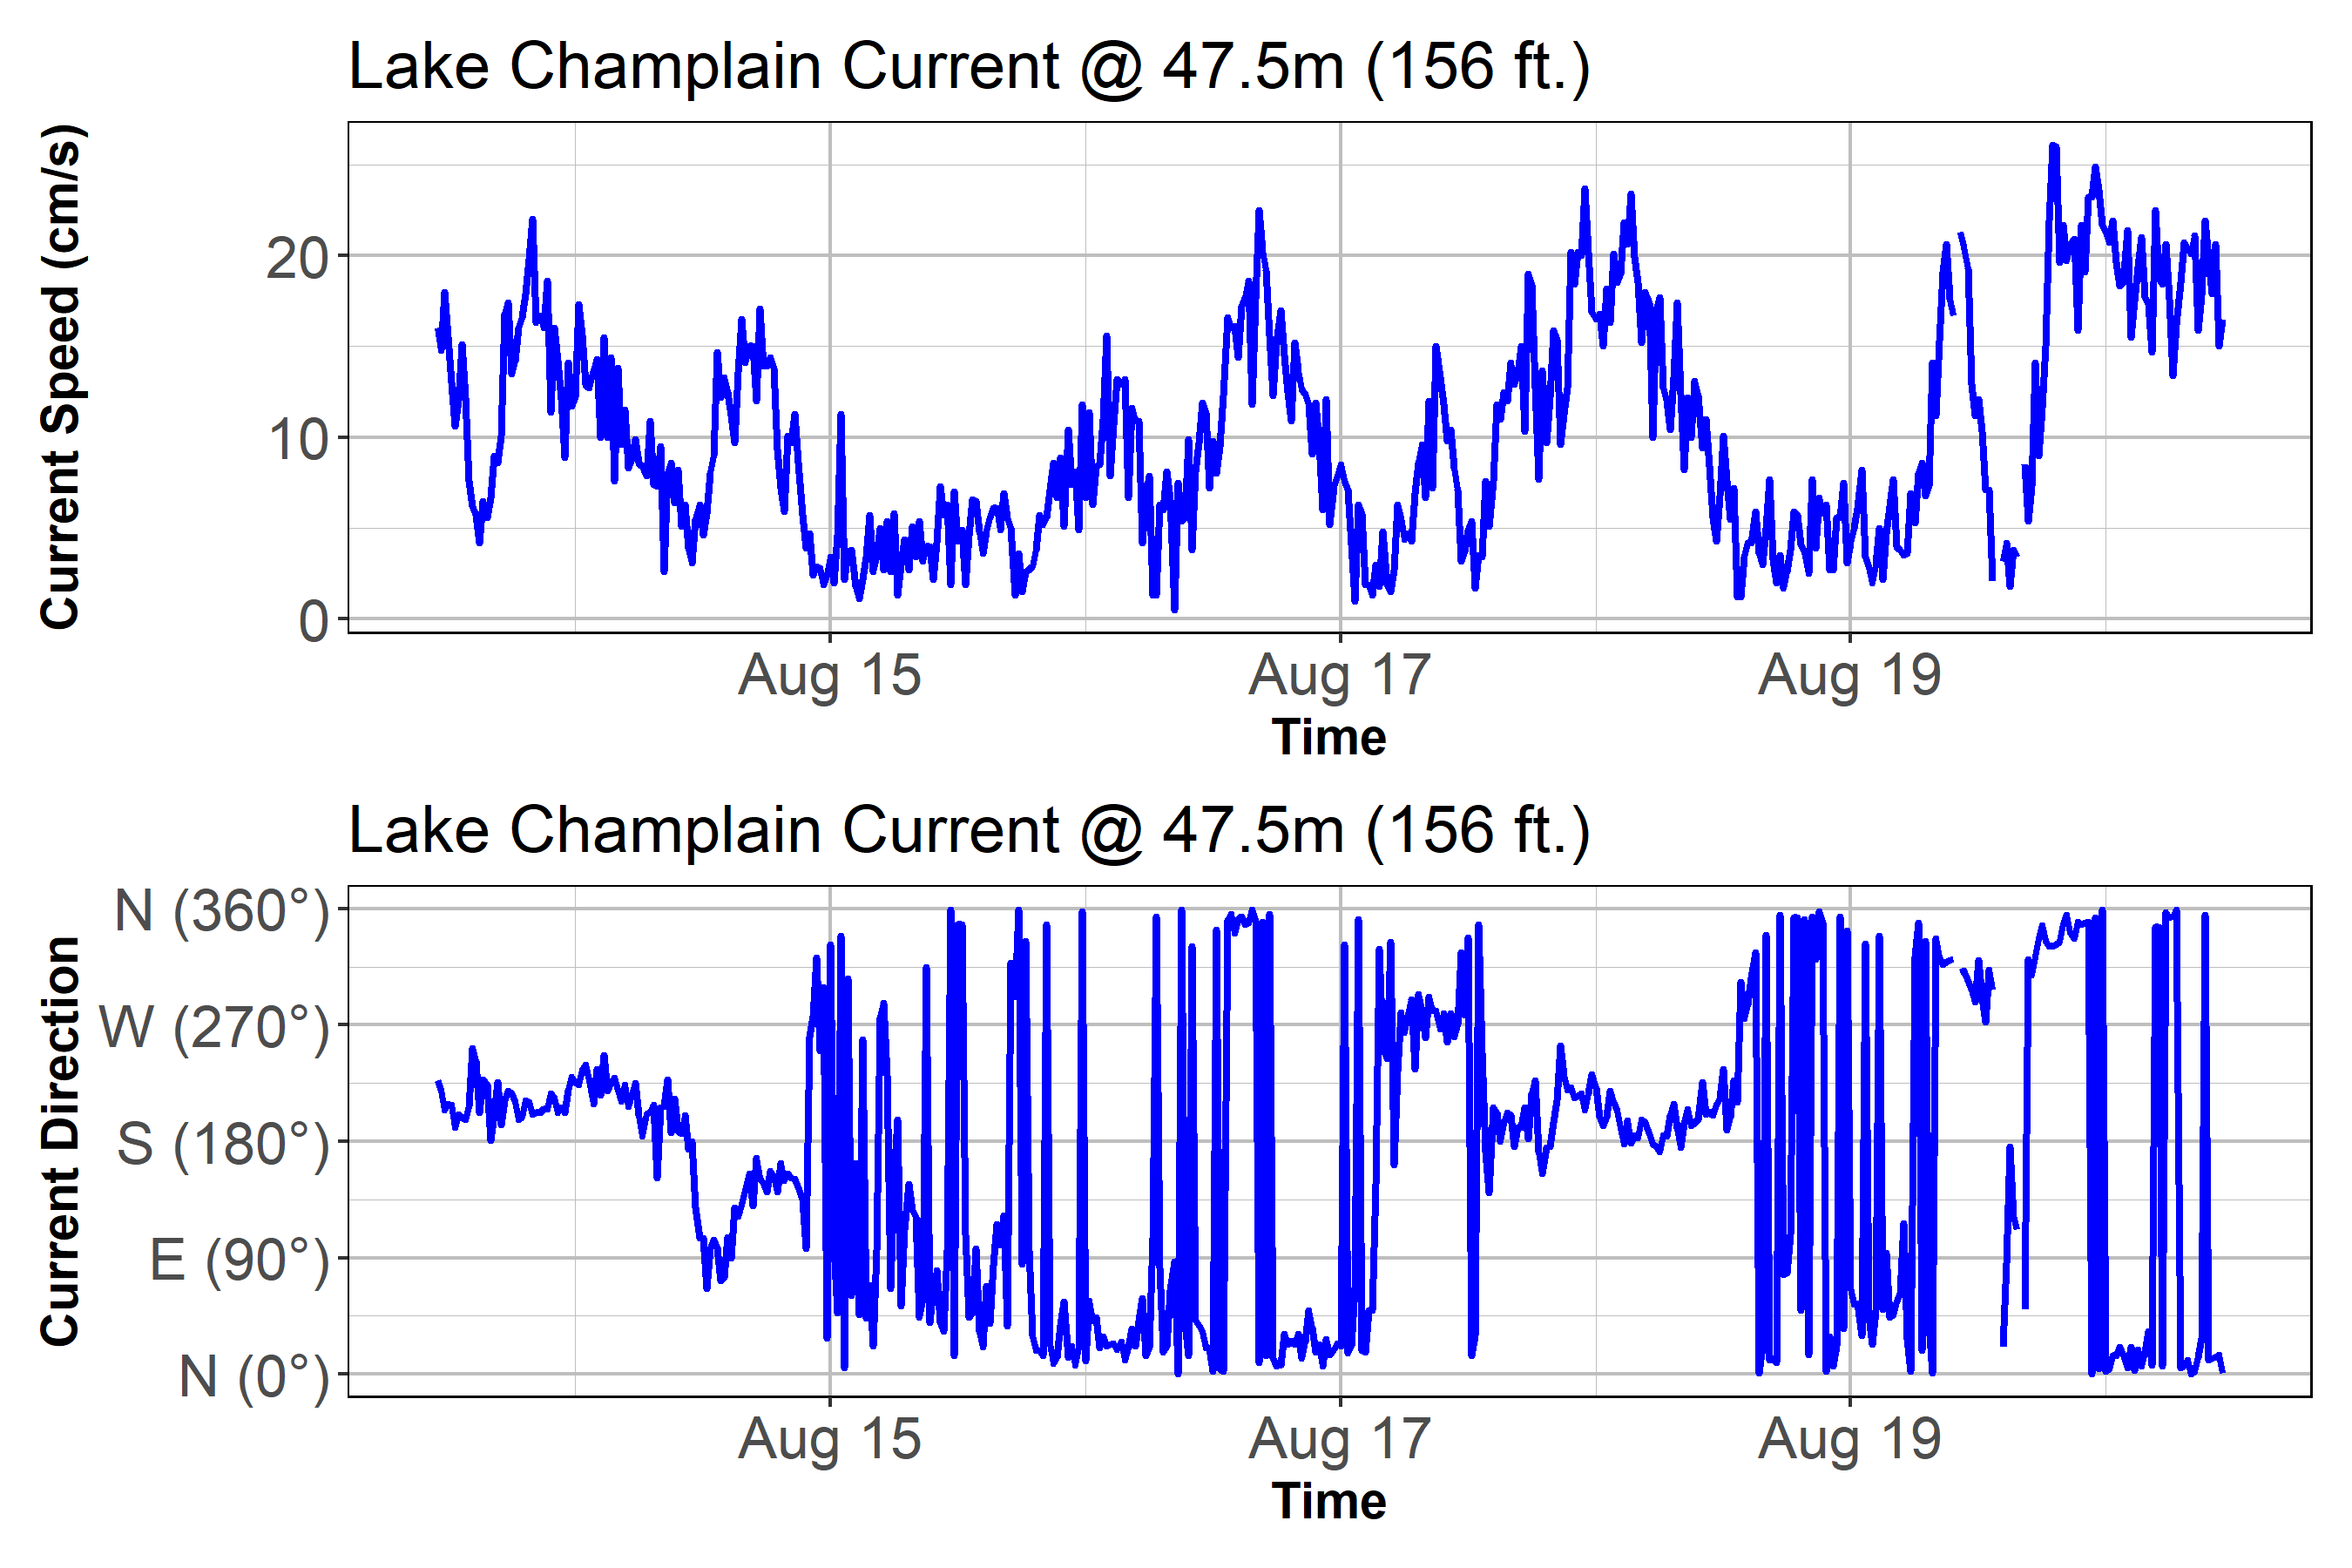 Lake Champlain Current @ 47.5m (156 ft.)
Current Speed (cm/s)
20
10
0
Aug 15 Aug 17 Aug 19
Time
Lake Champlain Current @ 47.5m (156 ft.)
Current Direction
N (360°)
W (270°)
S (180°)
E (90°)
N (0°)
Aug 15 Aug 17 Aug 19
Time